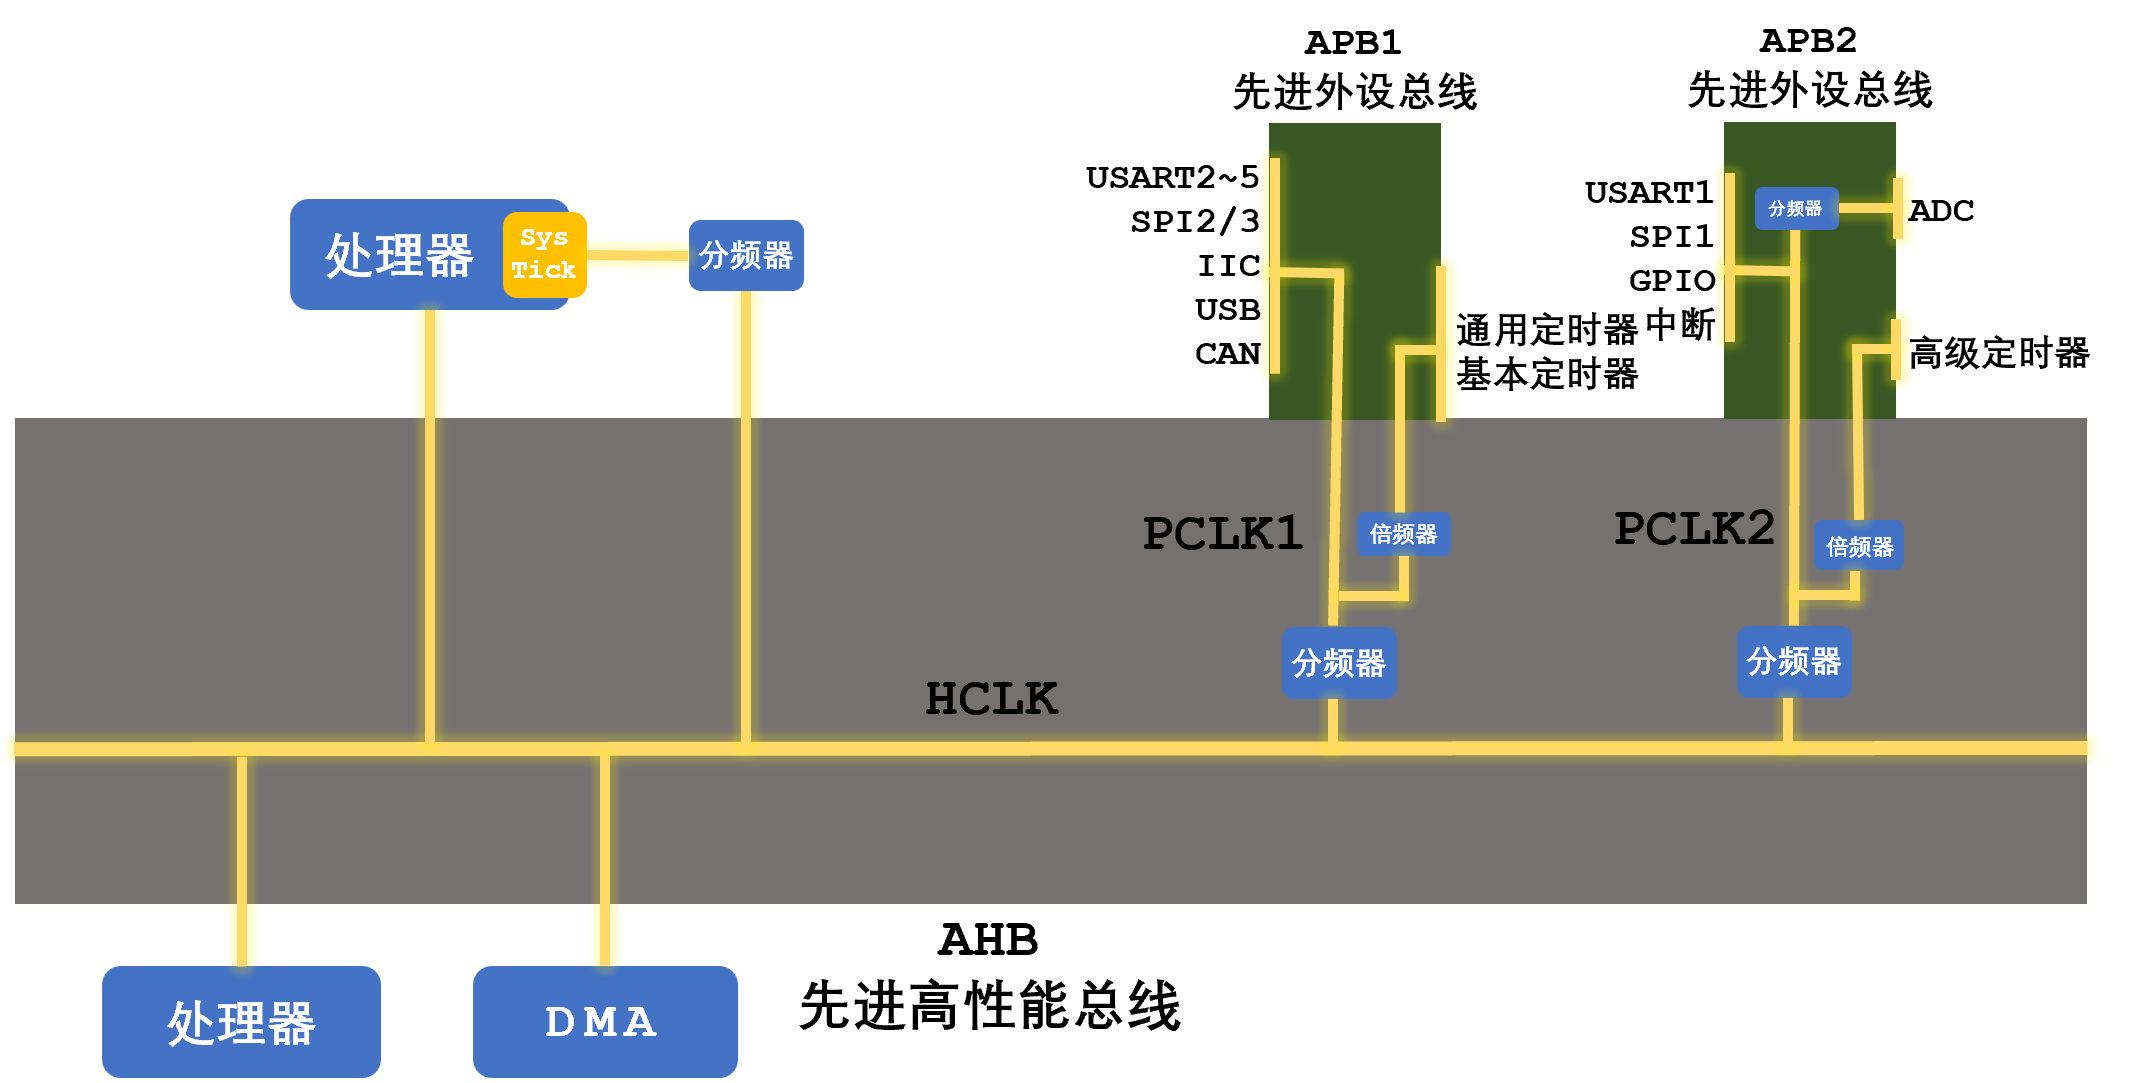 APB1
先进外设总线
APB2
先进外设总线
USART2~5
SPI2/3
IIC
USB
CAN
通用定时器
基本定时器
USART1
SPI1
GPIO
中断
分频器
ADC
高级定时器
处理器
Sys
Tick
分频器
PCLK1
倍频器
PCLK2
倍频器
分频器
分频器
HCLK
AHB
先进高性能总线
处理器
DMA